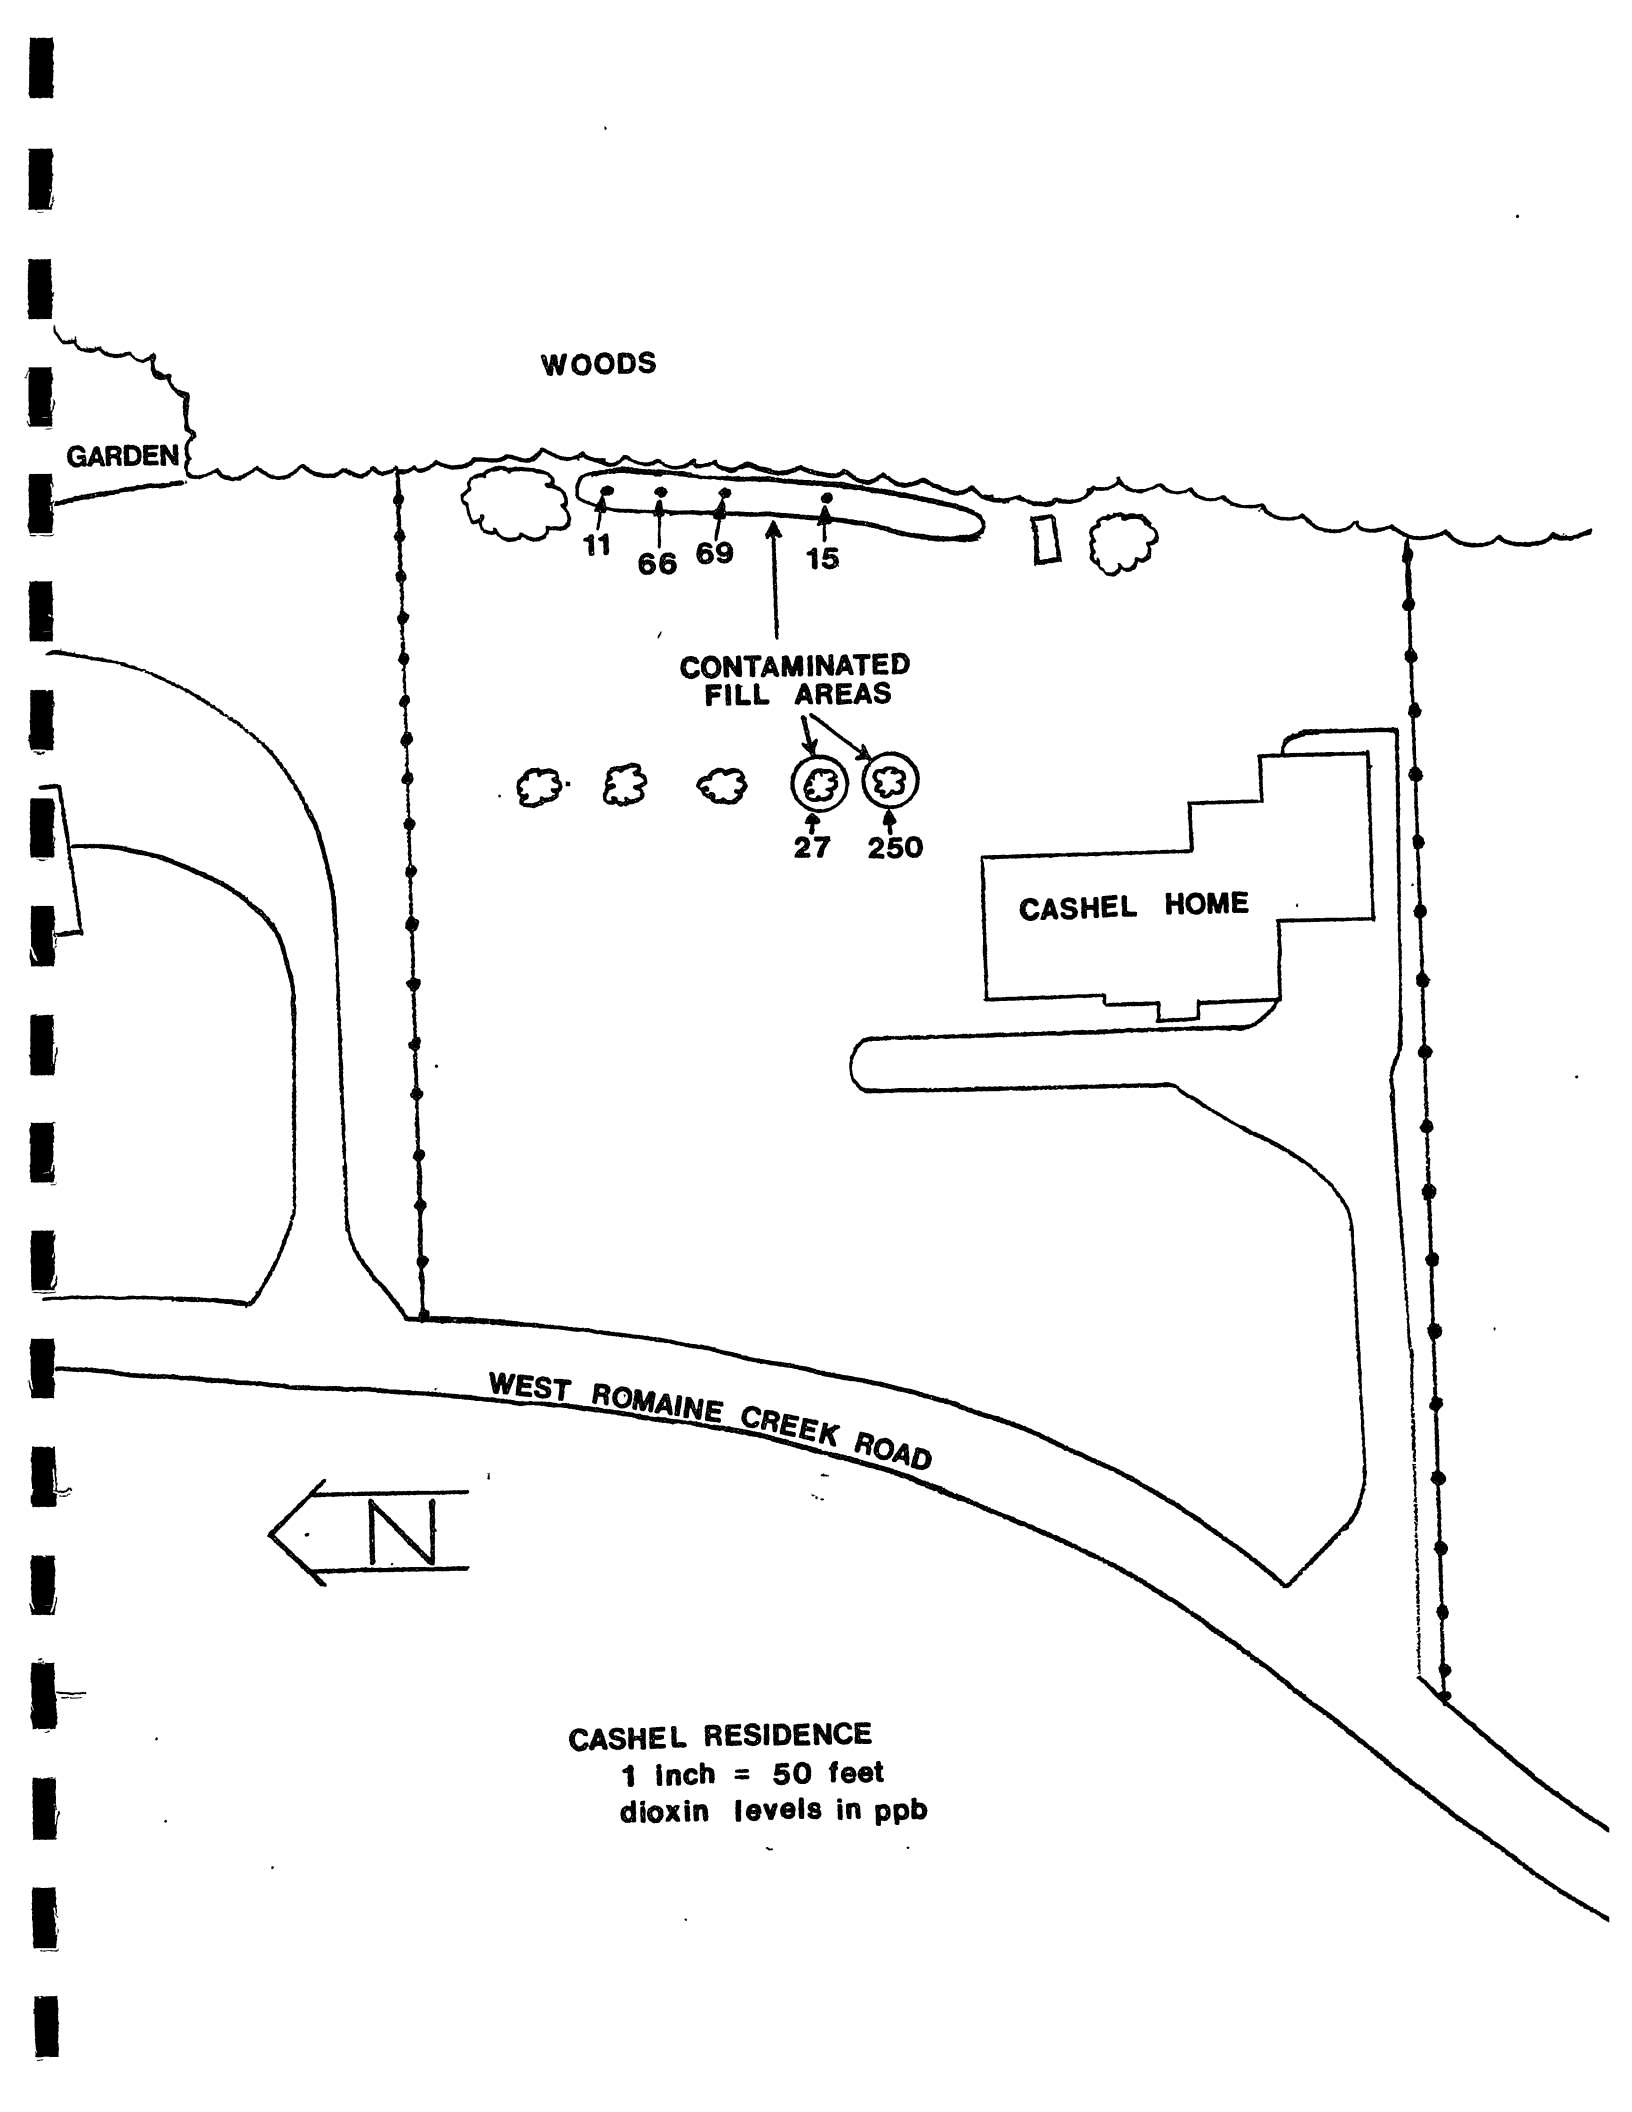 WOODS
GARDEN
11
66
69
15
CONTAMINATED
FILL AREAS
27
250
CASHEL HOME
WEST ROMAINE CREEK ROAD
N
CASHEL RESIDENCE
1 inch = 50 feet
dioxin levels in ppb